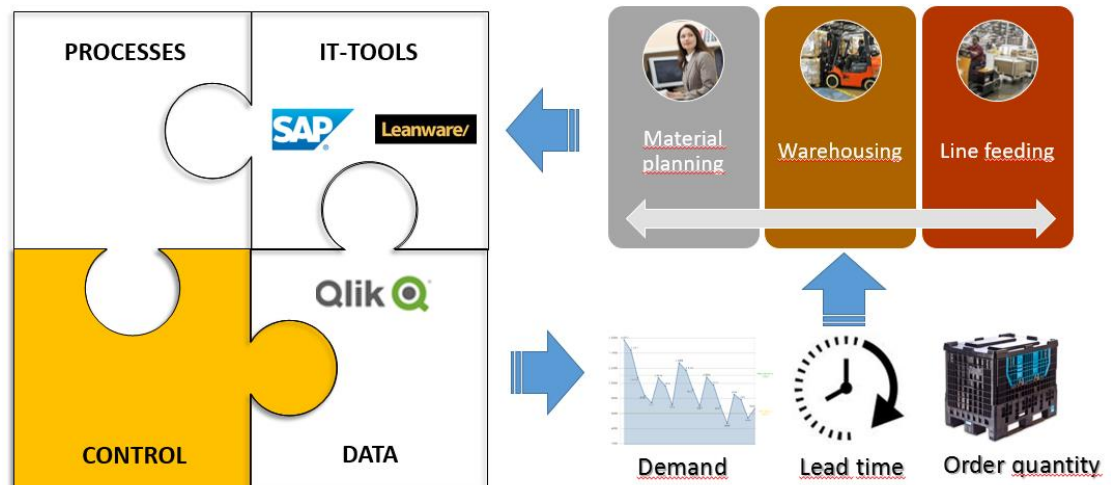 PROCESSES
IT-TOOLS
SAP
Leanware/
Qlik
CONTROL
DATA
Material
planning
Warehousing
Line feeding
Demand
Lead time
Order quantity